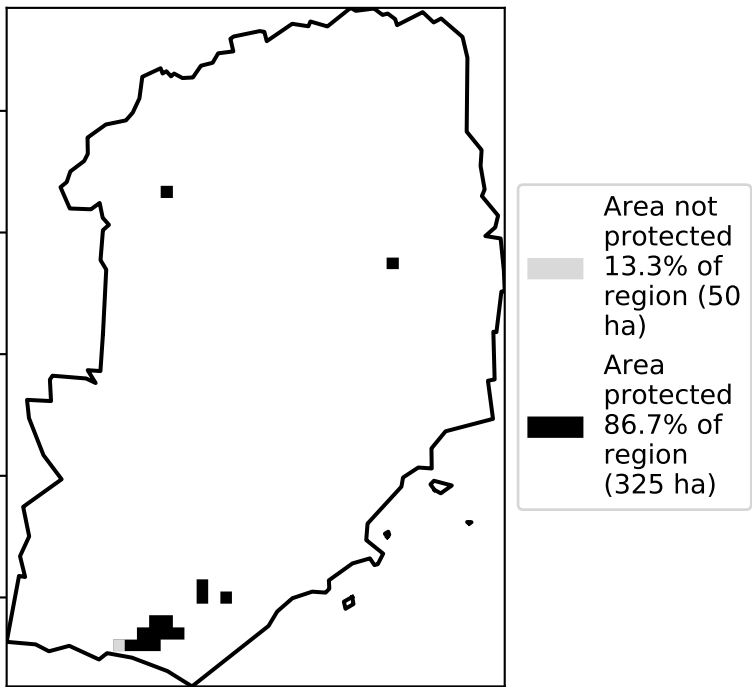 Area not
protected
13.3% of
region (50
ha)
Area
protected
86.7% of
region
(325 ha)